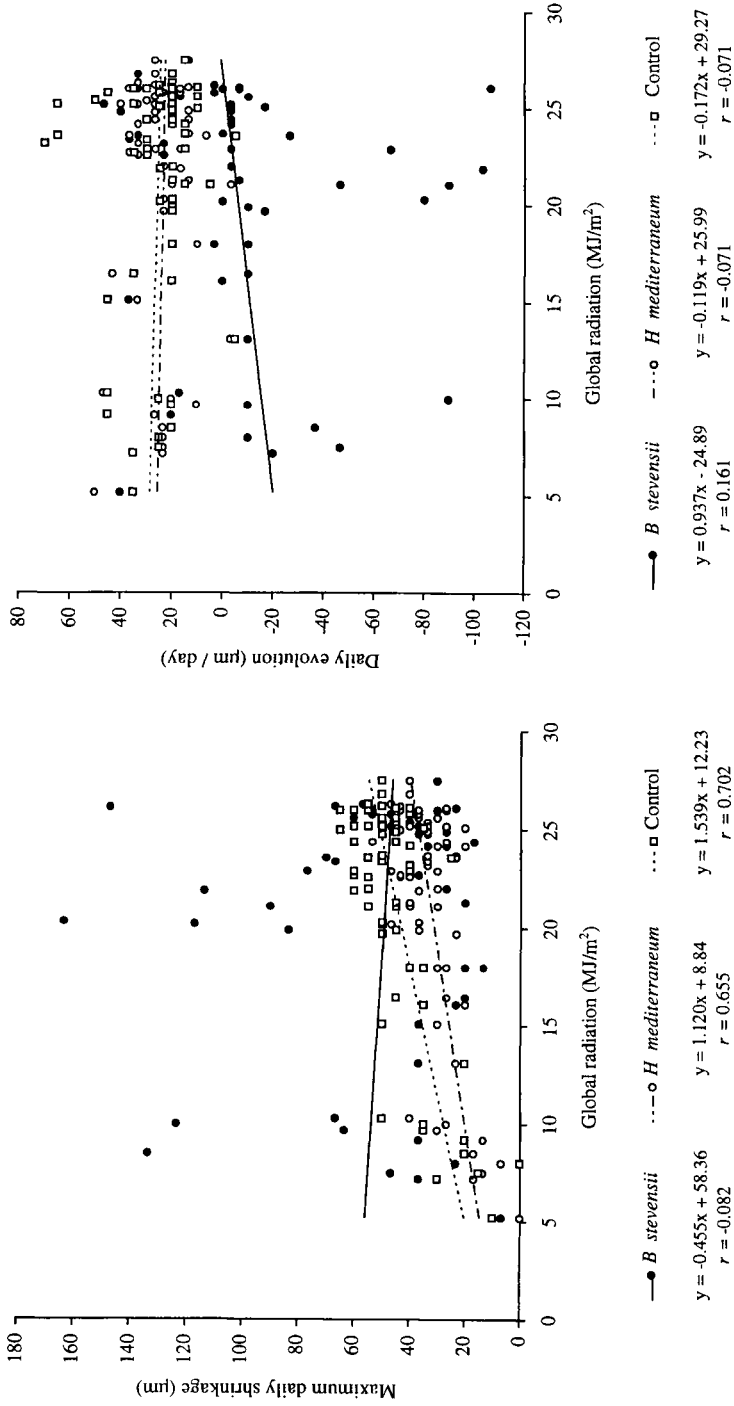 180
160
140
120
100
80
60
40
20
0
Maximum daily shrinkage (µm)
0
5
10
15
20
25
30
Global radiation (MJ/m²)
B stevensii
H mediterraneum
Control
y = -0.455x + 58.36
y = 1.120x + 8.84
y = 1.539x + 12.23
r = -0.082
r = 0.655
r = 0.702
80
60
40
20
0
-20
-40
-60
-80
-100
-120
Daily evolution (µm / day)
0
5
10
15
20
25
30
Global radiation (MJ/m²)
B stevensii
H mediterraneum
Control
y = 0.937x - 24.89
y = -0.119x + 25.99
y = -0.172x + 29.27
r = 0.161
r = -0.071
r = -0.071